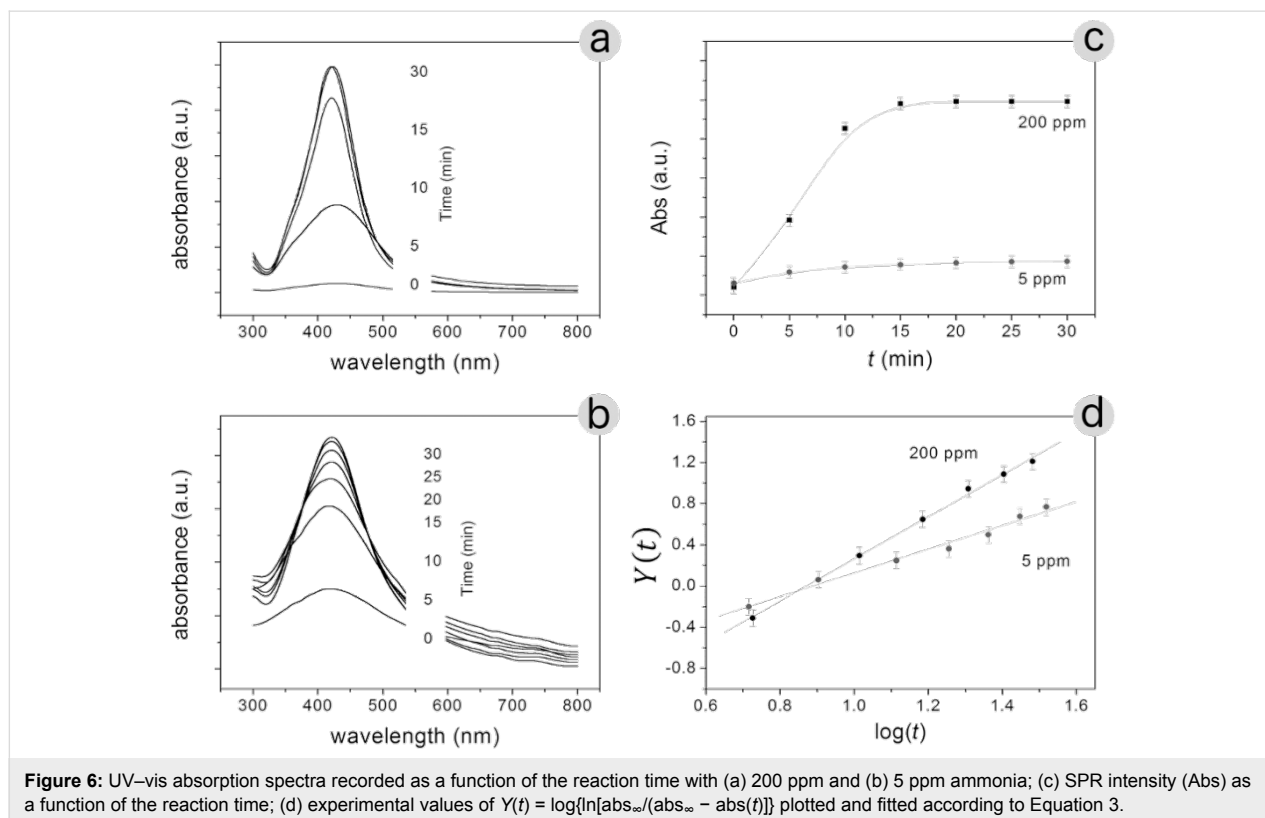 a
absorbance (a.u.)
30
15
10
5
0
Time (min)
300 400 500 600 700 800
wavelength (nm)
c
Abs (a.u.)
200 ppm
5 ppm
0 5 10 15 20 25 30
t (min)
b
absorbance (a.u.)
30
25
20
15
10
5
0
Time (min)
300 400 500 600 700 800
wavelength (nm)
d
Y(t)
1.6
1.2
0.8
0.4
0.0
-0.4
-0.8
200 ppm
5 ppm
0.6 0.8 1.0 1.2 1.4 1.6
log(t)
Figure 6: UV–vis absorption spectra recorded as a function of the reaction time with (a) 200 ppm and (b) 5 ppm ammonia; (c) SPR intensity (Abs) as
a function of the reaction time; (d) experimental values of Y(t) = log{ln[abs∞/(abs∞ − abs(t)]} plotted and fitted according to Equation 3.